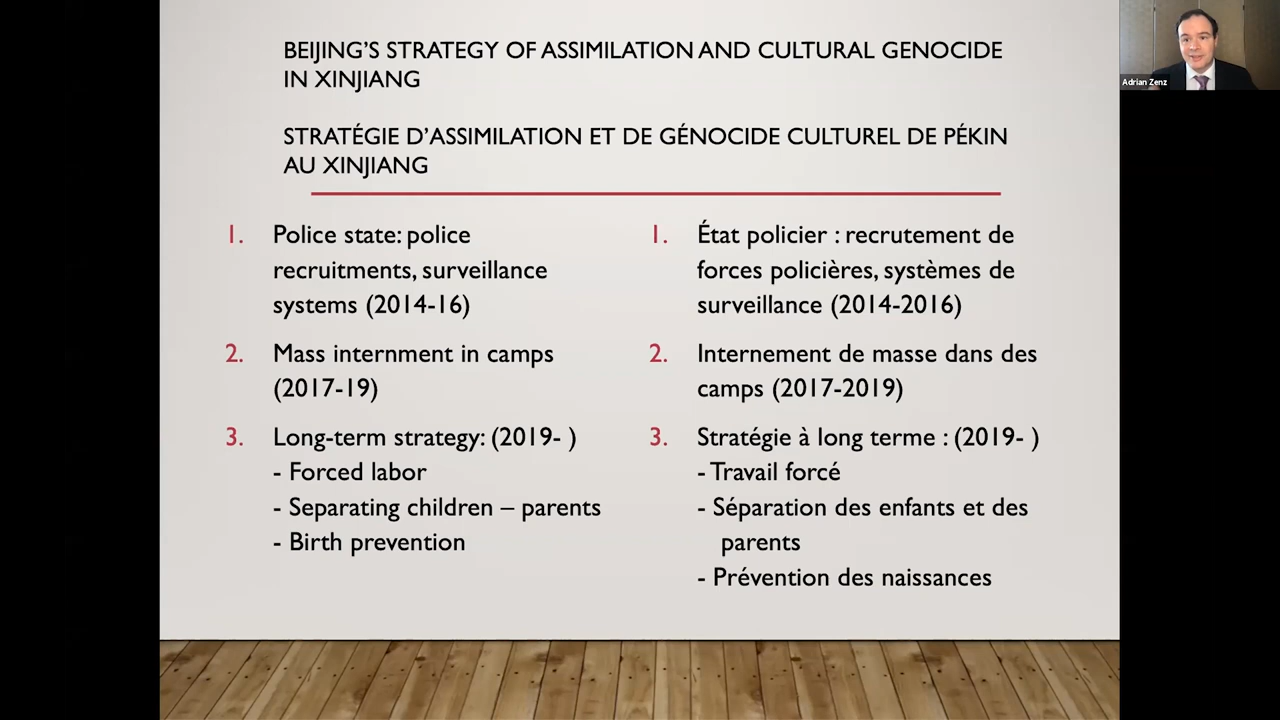 BEIJING'S STRATEGY OF ASSIMILATION AND CULTURAL GENOCIDE
IN XINJIANG
STRATÉGIE D'ASSIMILATION ET DE GÉNOCIDE CULTUREL DE PÉKIN
AU XINJIANG
1. Police state: police
recruitments, surveillance
systems (2014-16)
2. Mass internment in camps
(2017-19)
3. Long-term strategy: (2019- )
- Forced labor
- Separating children – parents
- Birth prevention
1. État policier : recrutement de
forces policières, systèmes de
surveillance (2014-2016)
2. Internement de masse dans des
camps (2017-2019)
3. Stratégie à long terme : (2019- )
- Travail forcé
- Séparation des enfants et des
parents
- Prévention des naissances
Adrian Zenz